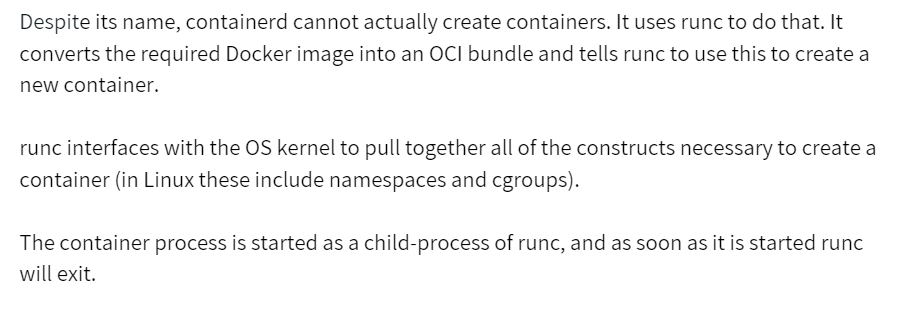 Despite its name, containerd cannot actually create containers. It uses runc to do that. It
converts the required Docker image into an OCI bundle and tells runc to use this to create a
new container.
runc interfaces with the OS kernel to pull together all of the constructs necessary to create a
container (in Linux these include namespaces and cgroups).
The container process is started as a child-process of runc, and as soon as it is started runc
will exit.